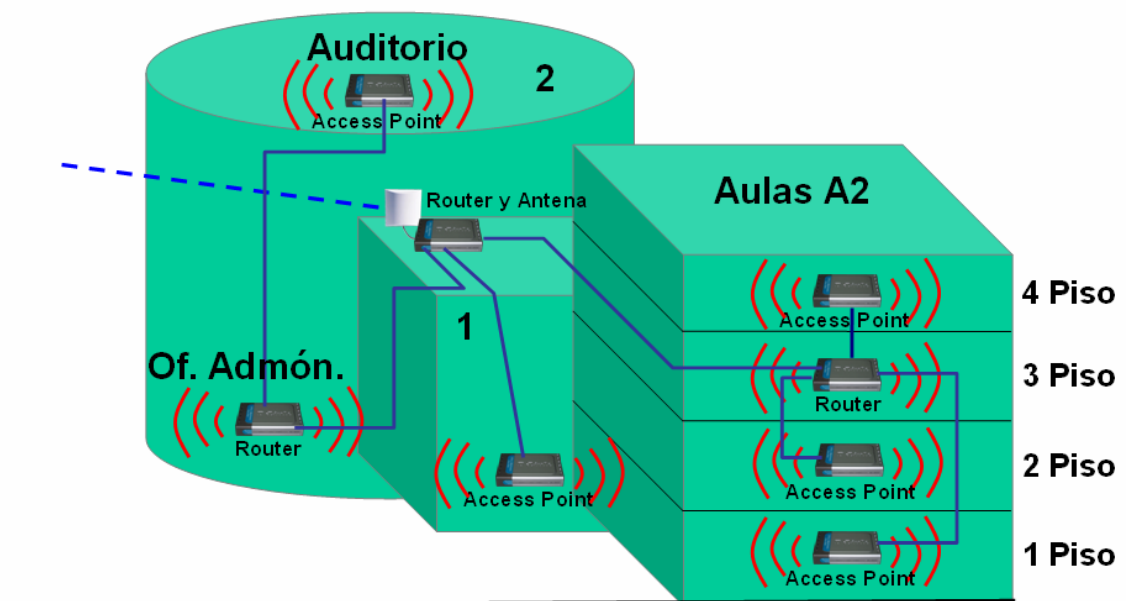 Auditorio
2
Access Point
Router y Antena
Aulas A2
4 Piso
Access Point
1
Of. Admón.
3 Piso
Router
Router
2 Piso
Access Point
Access Point
1 Piso
Access Point